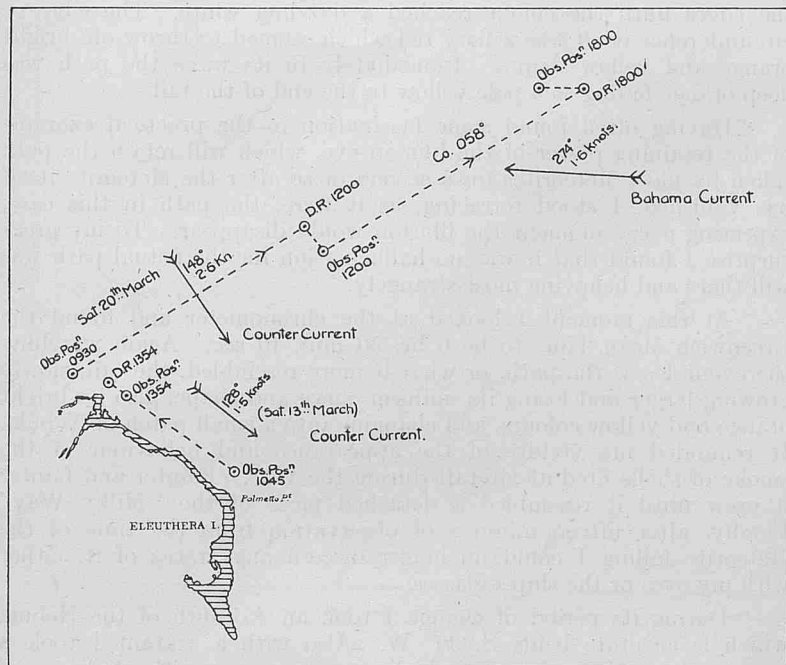 Obs. Posⁿ 1800
D.R. 1800
Co. 058°
274°
1.6 knots.
Bahama Current.
D.R. 1200
Obs. Posⁿ
1200
148°
2.6 Kn
Counter Current
Sat. 20th March
Obs. Posⁿ
0930
D.R. 1354
Obs. Posⁿ
1354
128°
.5 knots
(Sat. 13th March)
Counter Current.
Obs. Posⁿ
1045
Palmetto Pt
ELEUTHERA I.